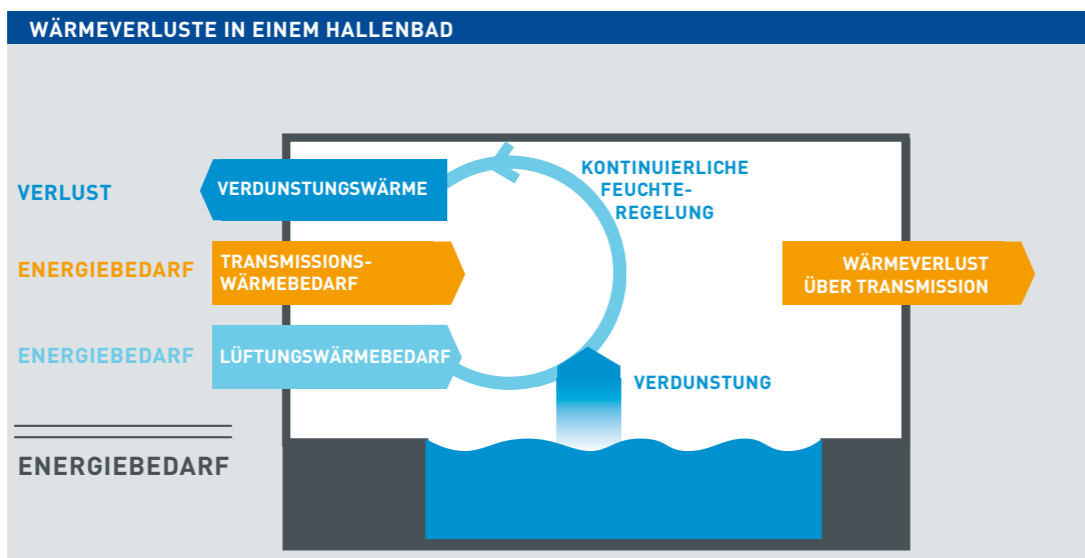 WÄRMEVERLUSTE IN EINEM HALLENBAD
VERLUST
VERDUNSTUNGSWÄRME
KONTINUIERLICHE
FEUCHTE-
REGELUNG
ENERGIEBEDARF
TRANSMISSIONS-
WÄRMEBEDARF
WÄRMEVERLUST
ÜBER TRANSMISSION
ENERGIEBEDARF
LÜFTUNGSWÄRMEBEDARF
VERDUNSTUNG
ENERGIEBEDARF